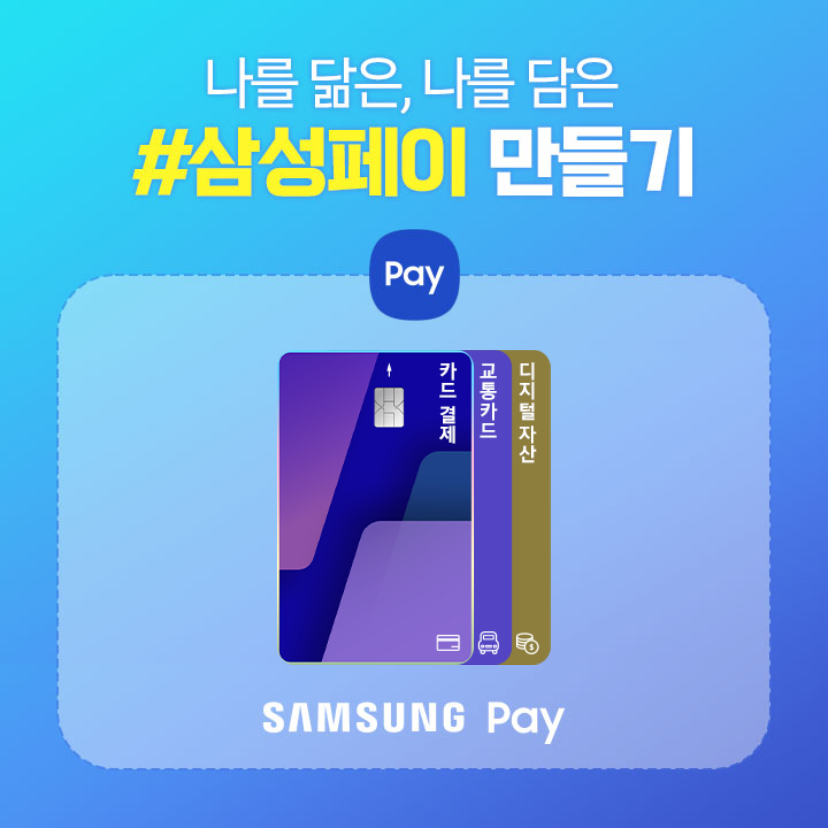 나를 닮은, 나를 담은
#삼성페이 만들기
Pay
카드 결제
교통카드
디지털 자산
SAMSUNG Pay